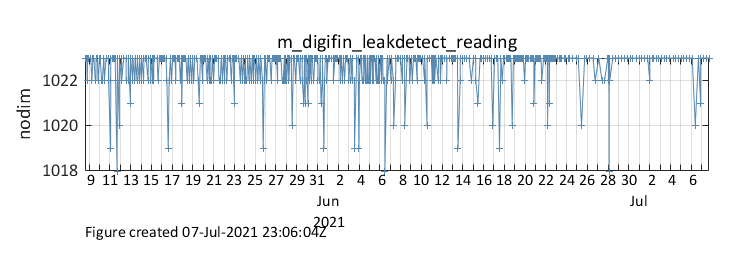 m_digifin_leakdetect_reading
nodim
1022
1020
1018
9 11 13 15 17 19 21 23 25 27 29 31 2 4 6 8 10 12 14 16 18 20 22 24 26 28 30 2 4 6
Jun Jul
2021
Figure created 07-Jul-2021 23:06:04Z